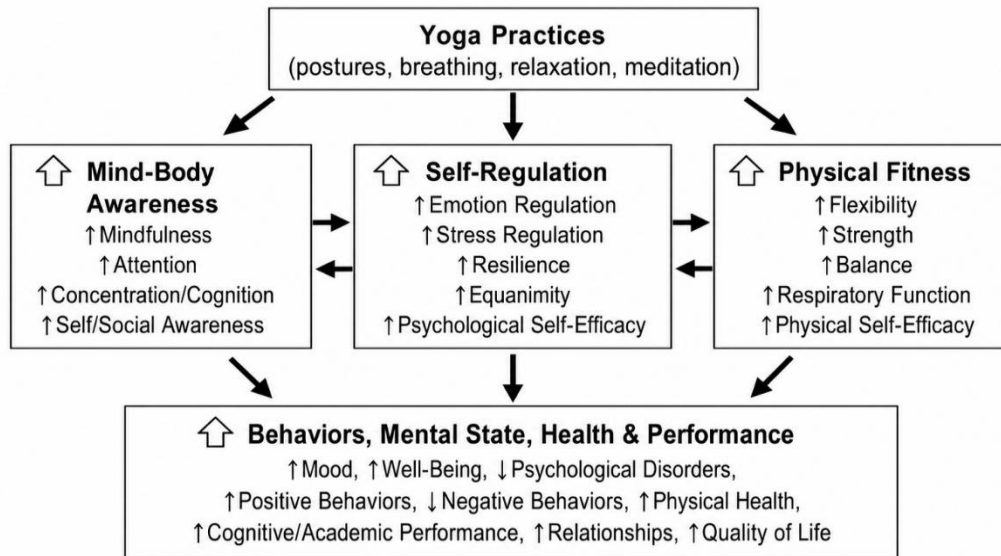 Yoga Practices
(postures, breathing, relaxation, meditation)
⇧ Mind-Body
Awareness
↑Mindfulness
↑Attention
↑Concentration/Cognition
↑Self/Social Awareness
⇧ Self-Regulation
↑Emotion Regulation
↑Stress Regulation
↑Resilience
↑Equanimity
↑Psychological Self-Efficacy
⇧ Physical Fitness
↑Flexibility
↑Strength
↑Balance
↑Respiratory Function
↑Physical Self-Efficacy
⇧ Behaviors, Mental State, Health & Performance
↑Mood, ↑Well-Being, ↓Psychological Disorders,
↑Positive Behaviors, ↓Negative Behaviors, ↑Physical Health,
↑Cognitive/Academic Performance, ↑Relationships, ↑Quality of Life